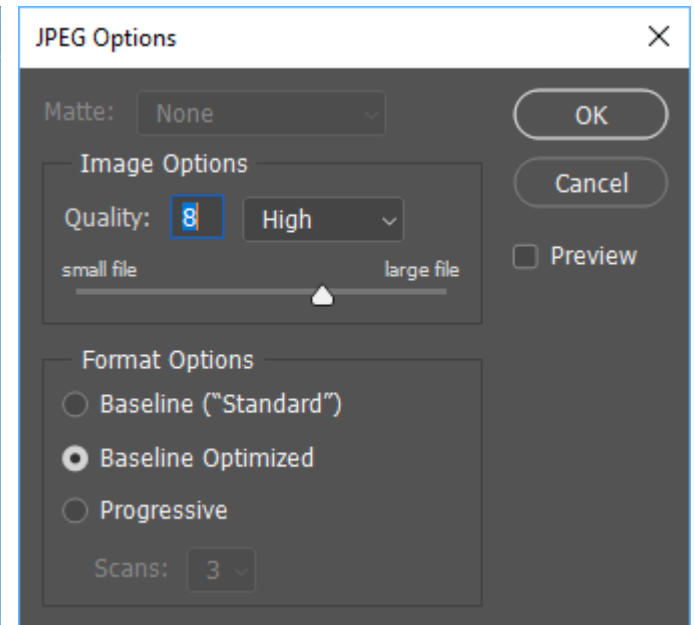 JPEG Options
Matte: None
OK
Image Options
Cancel
Quality: 8 High
Preview
small file large file
Format Options
Baseline (“Standard”)
Baseline Optimized
Progressive
Scans: 3